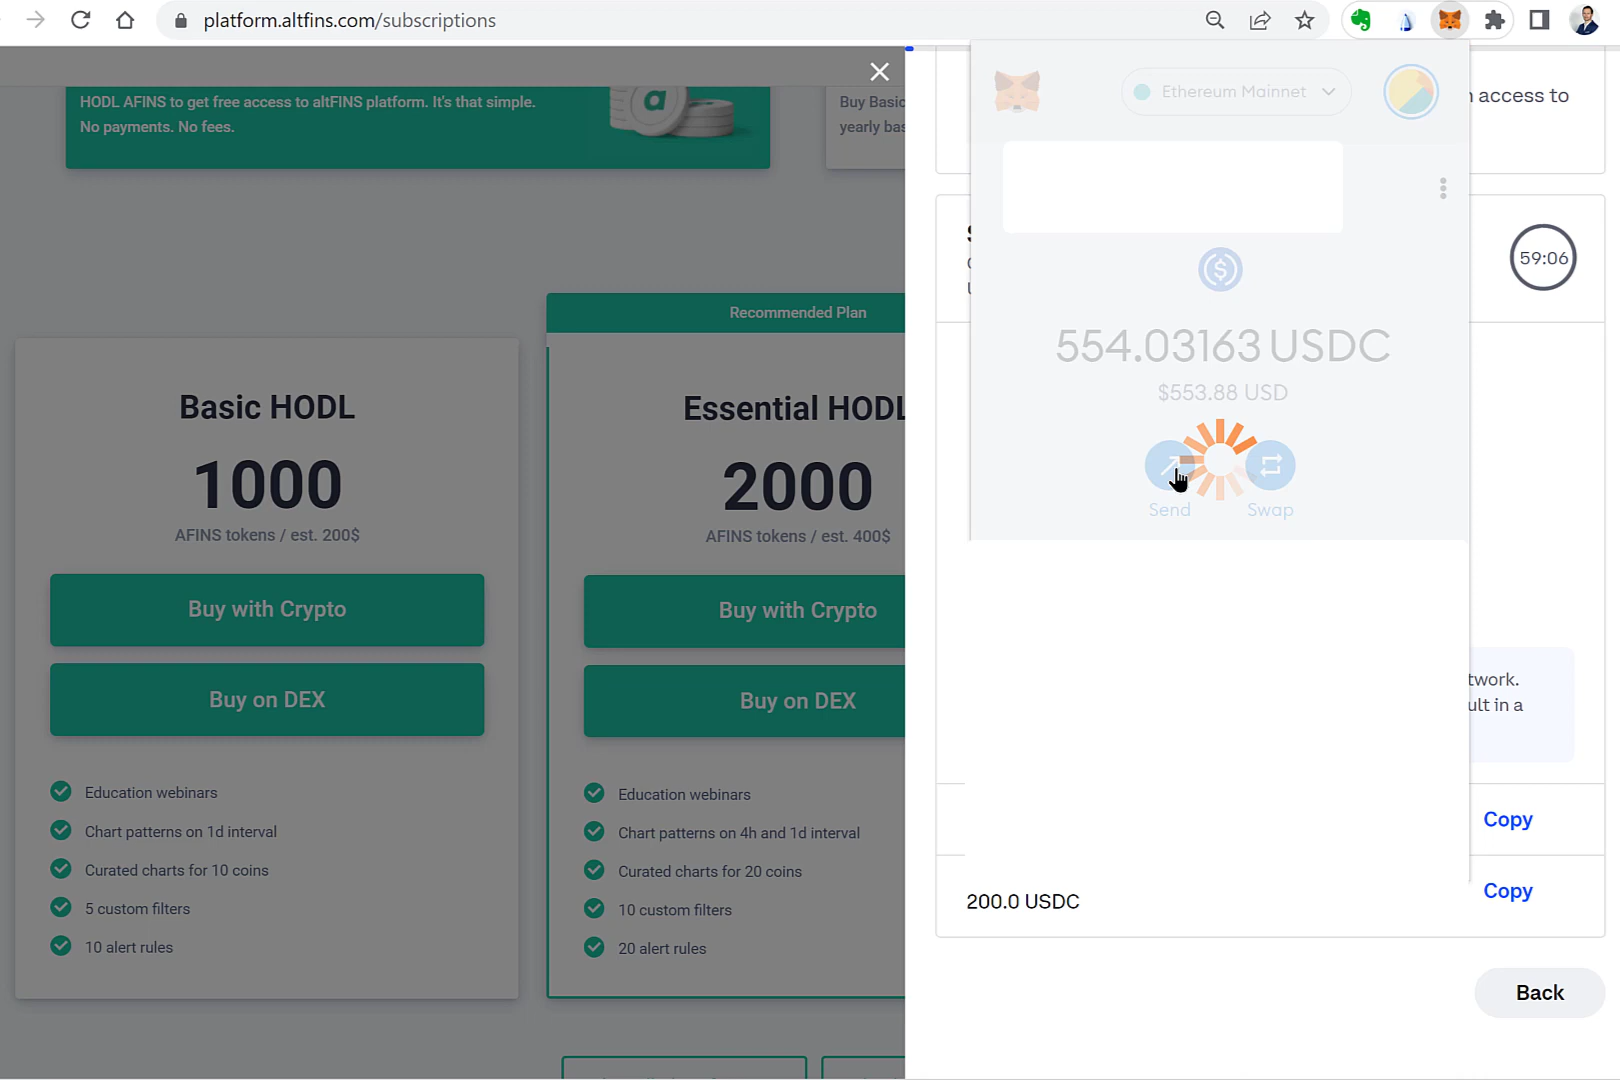 platform.altfins.com/subscriptions
HODL AFINS to get free access to altFINS platform. It's that simple.
No payments. No fees.
Buy Basic
yearly
Recommended Plan
Basic HODL
1000
AFINS tokens / est. 200$
Buy with Crypto
Buy on DEX
Education webinars
Chart patterns on 1d interval
Curated charts for 10 coins
5 custom filters
10 alert rules
Essential HODL
2000
AFINS tokens / est. 400$
Buy with Crypto
Buy on DEX
Education webinars
Chart patterns on 4h and 1d interval
Curated charts for 20 coins
10 custom filters
20 alert rules
Ethereum Mainnet
access to
59:06
554.03163 USDC
$553.88 USD
Send
Swap
twork.
ult in a
Copy
200.0 USDC
Copy
Back